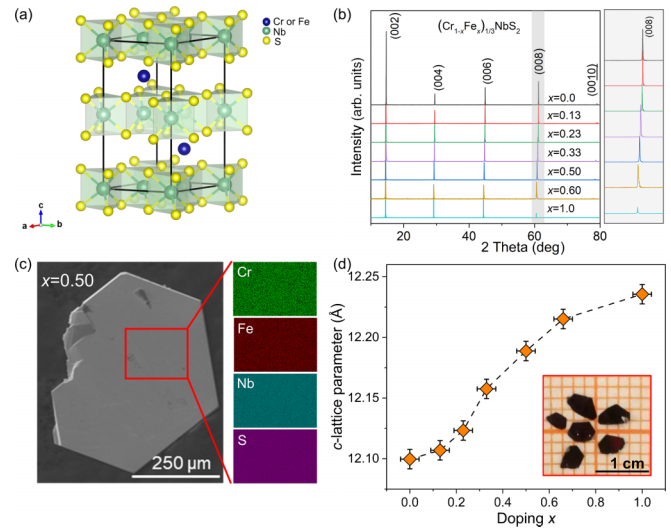 (a)
Cr or Fe
Nb
S
c
a
b
(b)
(Cr1-xFex)1/3NbS2
(002)
(004)
(006)
(008)
(0010)
x=0.0
x=0.13
x=0.23
x=0.33
x=0.50
x=0.60
x=1.0
Intensity (arb. units)
20 40 60 80
2 Theta (deg)
(008)
(c)
x=0.50
250 μm
Cr
Fe
Nb
S
(d)
c-lattice parameter (Å)
12.25
12.20
12.15
12.10
0.0 0.2 0.4 0.6 0.8 1.0
Doping x
1 cm